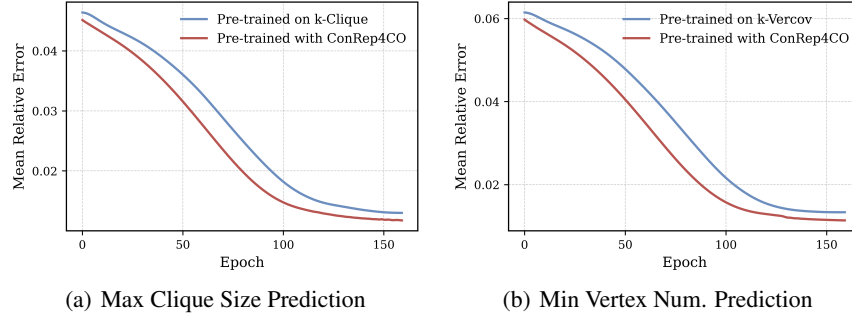 Pre-trained on k-Clique
Pre-trained with ConRep4CO
0.04
0.03
0.02
Mean Relative Error
0
50
100
150
Epoch
(a) Max Clique Size Prediction
Pre-trained on k-Vercov
Pre-trained with ConRep4CO
0.06
0.04
0.02
Mean Relative Error
0
50
100
150
Epoch
(b) Min Vertex Num. Prediction